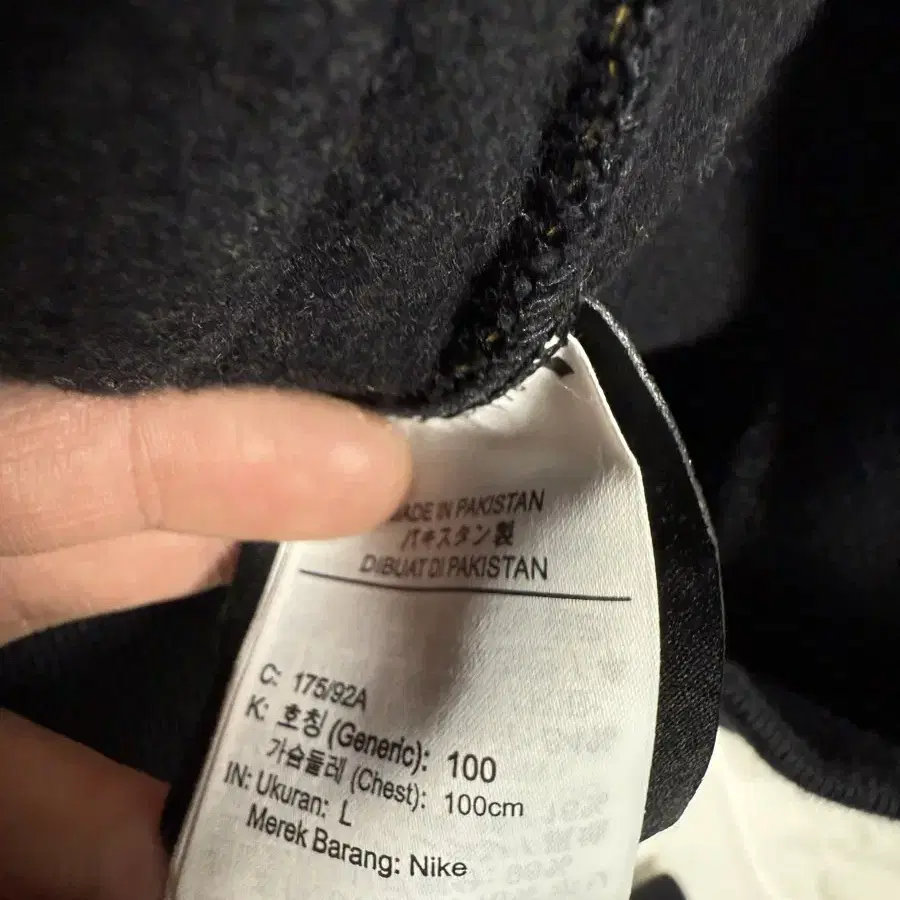 MADE IN PAKISTAN
パキスタン製
DIBUAT DI PAKISTAN
C: 175/92A
K: 호칭 (Generic): 100
가슴둘레 (Chest): 100cm
IN: Ukuran: L
Merek Barang: Nike